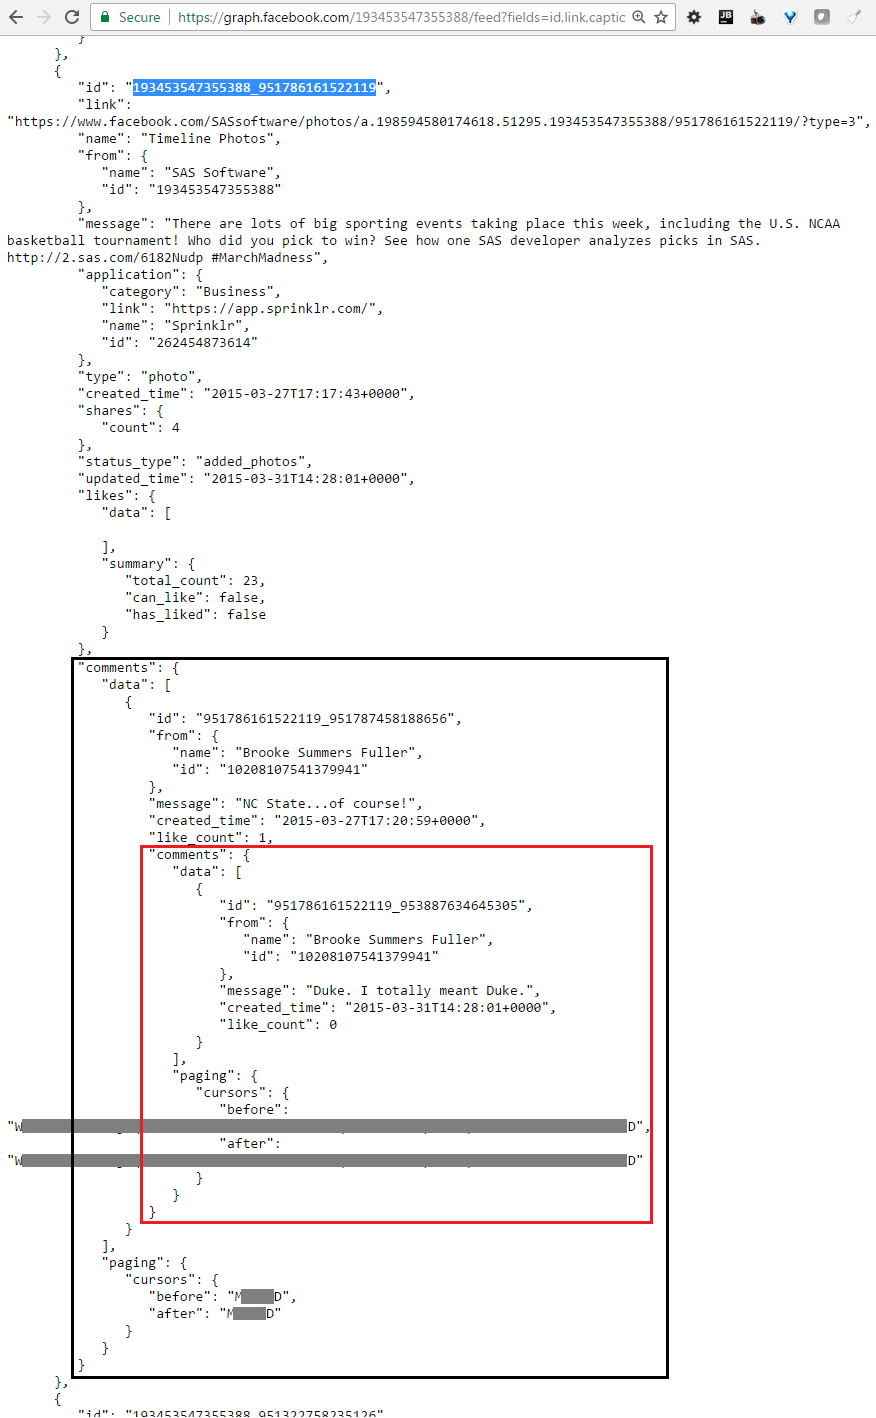 Secure | https://graph.facebook.com/193453547355388/feed?fields=id,link,captic
JB
}
},
{
"id": "193453547355388_951786161522119",
"link":
"https://www.facebook.com/SASsoftware/photos/a.198594580174618.51295.193453547355388/951786161522119/?type=3",
"name": "Timeline Photos",
"from": {
"name": "SAS Software",
"id": "193453547355388"
},
"message": "There are lots of big sporting events taking place this week, including the U.S. NCAA
basketball tournament! Who did you pick to win? See how one SAS developer analyzes picks in SAS.
http://2.sas.com/6182Nudp #MarchMadness",
"application": {
"category": "Business",
"link": "https://app.sprinklr.com/",
"name": "Sprinklr",
"id": "262454873614"
},
"type": "photo",
"created_time": "2015-03-27T17:17:43+0000",
"shares": {
"count": 4
},
"status_type": "added_photos",
"updated_time": "2015-03-31T14:28:01+0000",
"likes": {
"data": [
],
"summary": {
"total_count": 23,
"can_like": false,
"has_liked": false
}
},
"comments": {
"data": [
{
"id": "951786161522119_951787458188656",
"from": {
"name": "Brooke Summers Fuller",
"id": "10208107541379941"
},
"message": "NC State...of course!",
"created_time": "2015-03-27T17:20:59+0000",
"like_count": 1,
"comments": {
"data": [
{
"id": "951786161522119_953887634645305",
"from": {
"name": "Brooke Summers Fuller",
"id": "10208107541379941"
},
"message": "Duke. I totally meant Duke.",
"created_time": "2015-03-31T14:28:01+0000",
"like_count": 0
}
],
"paging": {
"cursors": {
"before":
"W D",
"after":
"W D"
}
}
}
}
],
"paging": {
"cursors": {
"before": "M D",
"after": "M D"
}
}
}
},
{
"id": "193453547355388_951322758235126"